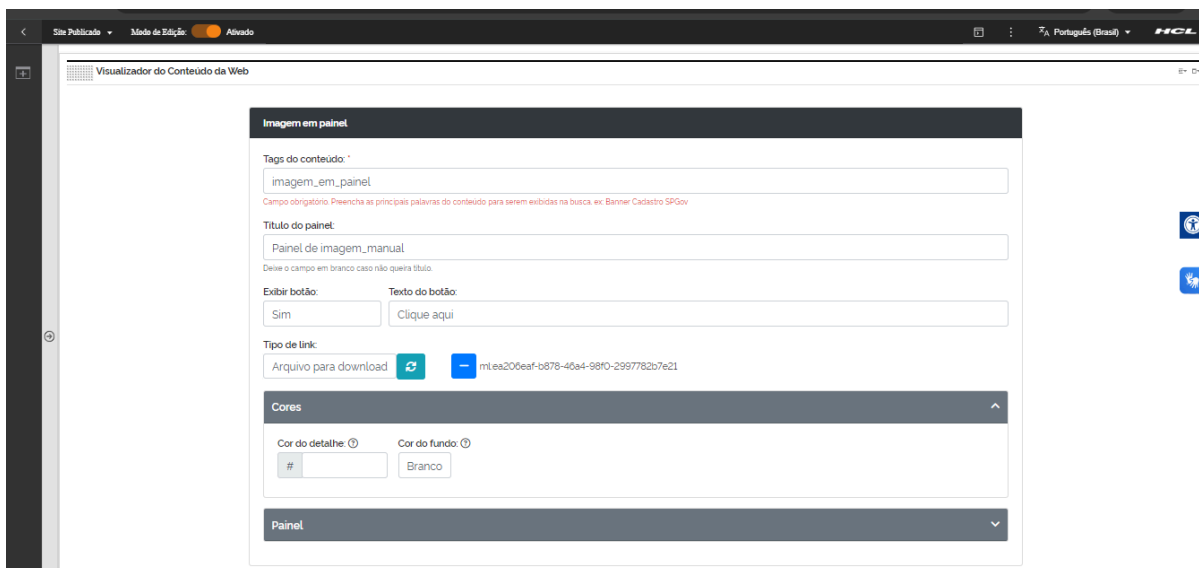 Site Publicado Modo de Edição: Ativado Português (Brasil) HCL
Visualizador do Conteúdo da Web
Imagem em painel
Tags do conteúdo: *
imagem_em_painel
Campo obrigatório. Preencha as principais palavras do conteúdo para serem exibidas na busca. ex: Banner Cadastro SPGov
Título do painel:
Painel de imagem_manual
Deixe o campo em branco caso não queira título.
Exibir botão: Texto do botão:
Sim Clique aqui
Tipo de link:
Arquivo para download ml:ea206eaf-b878-46a4-98f0-2997782b7e21
Cores
Cor do detalhe: Cor do fundo:
# Branco
Painel